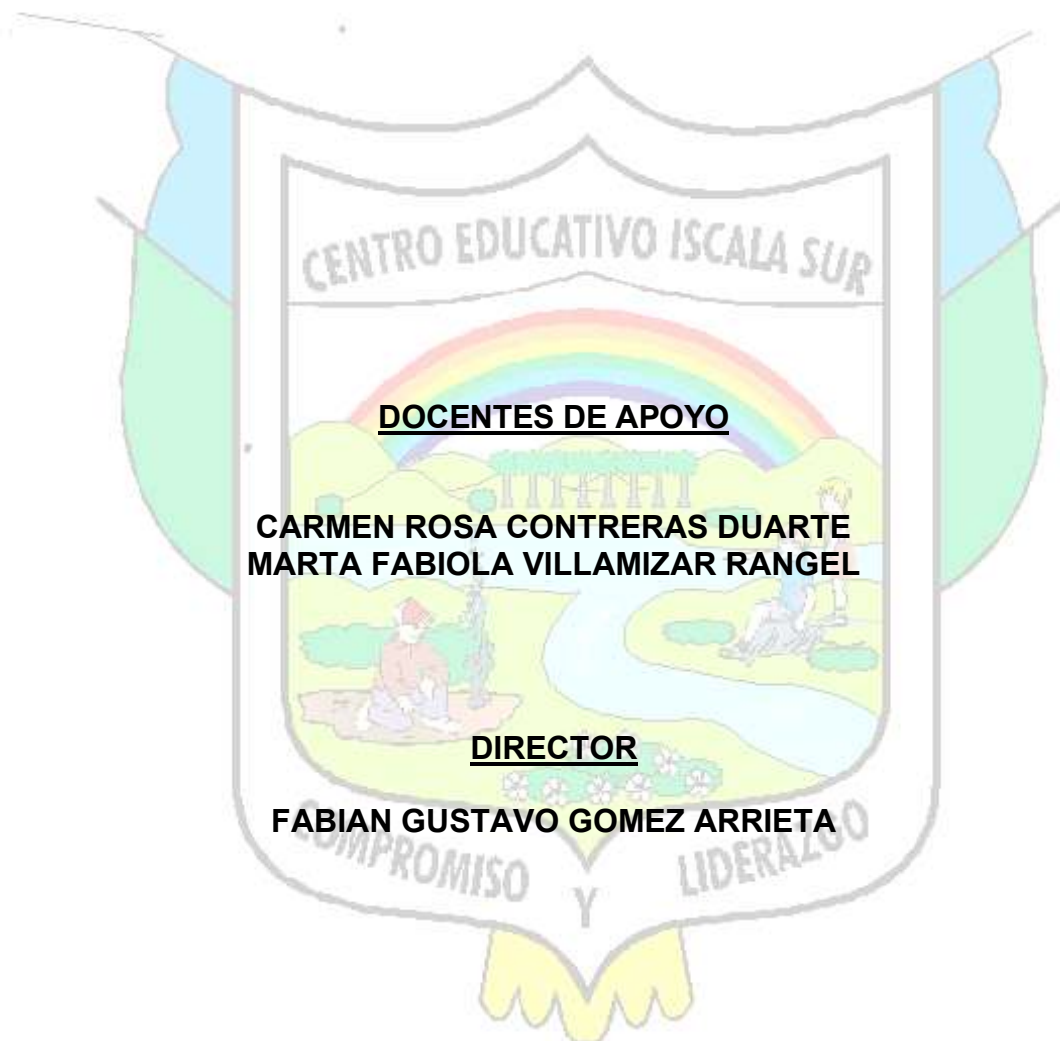 CENTRO EDUCATIVO ISCALA SUR
DOCENTES DE APOYO
CARMEN ROSA CONTRERAS DUARTE
MARTA FABIOLA VILLAMIZAR RANGEL
DIRECTOR
FABIAN GUSTAVO GOMEZ ARRIETA
COMPROMISO Y LIDERAZGO